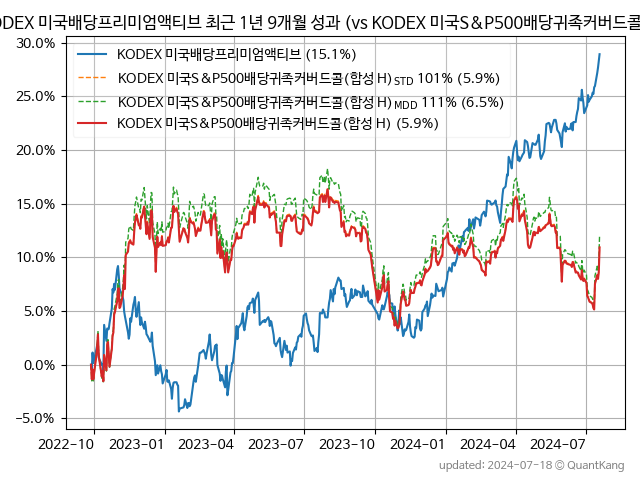 ODEX 미국배당프리미엄액티브 최근 1년 9개월 성과 (vs KODEX 미국S&P500배당귀족커버드콜
30.0%
KODEX 미국배당프리미엄액티브 (15.1%)
KODEX 미국S&P500배당귀족커버드콜(합성 H) STD 101% (5.9%)
25.0%
KODEX 미국S&P500배당귀족커버드콜(합성 H) MDD 111% (6.5%)
KODEX 미국S&P500배당귀족커버드콜(합성 H) (5.9%)
20.0%
15.0%
10.0%
5.0%
0.0%
−5.0%
2022-10 2023-01 2023-04 2023-07 2023-10 2024-01 2024-04 2024-07
updated: 2024-07-18 @ QuantKang